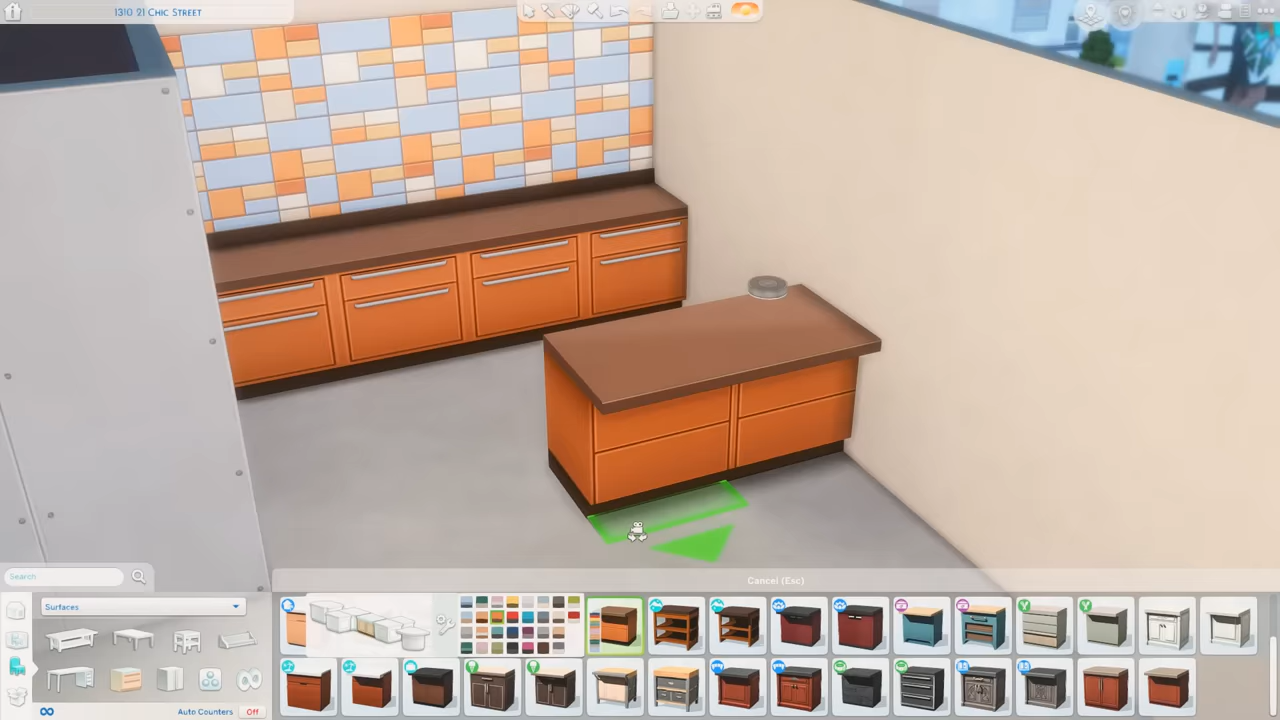 1310 21 Chic Street
Cancel (Esc)
Search
Surfaces
Auto Counters Off